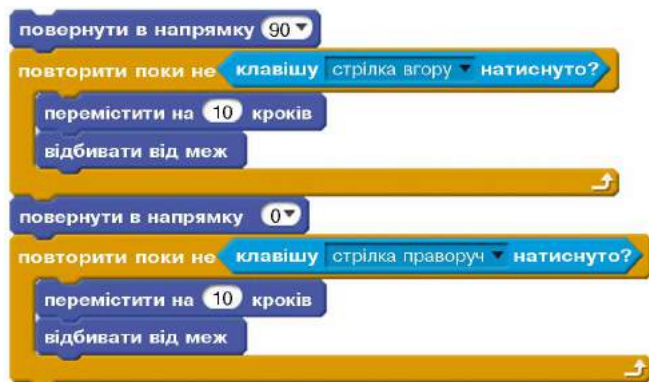 повернути в напрямку 90
повторити поки не клавішу стрілка вгору натиснуто?
перемістити на 10 кроків
відбивати від меж
повернути в напрямку 0
повторити поки не клавішу стрілка праворуч натиснуто?
перемістити на 10 кроків
відбивати від меж